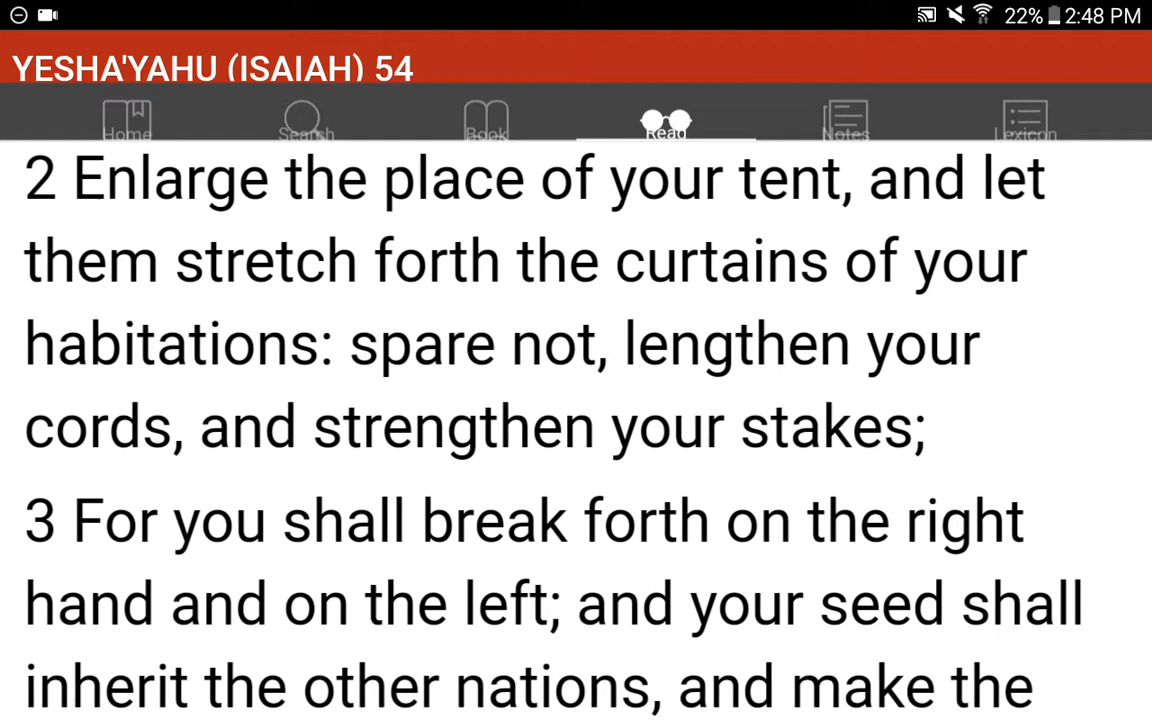 22% 2:48 PM
YESHA'YAHU (ISAIAH) 54
Home Search Book Read Notes Lexicon
2 Enlarge the place of your tent, and let
them stretch forth the curtains of your
habitations: spare not, lengthen your
cords, and strengthen your stakes;
3 For you shall break forth on the right
hand and on the left; and your seed shall
inherit the other nations, and make the